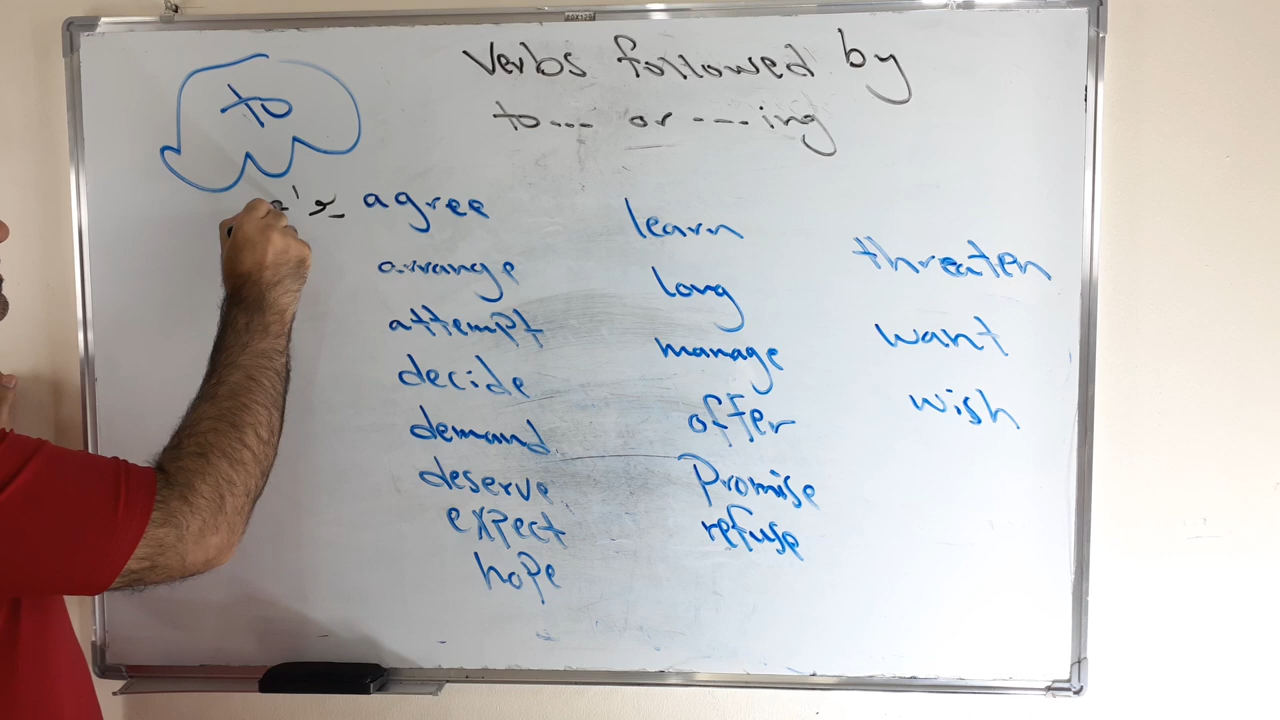 Verbs followed by
to... or ----ing
to
agree
arrange
attempt
decide
demand
deserve
expect
hope
learn
long
manage
offer
Promise
refuse
threaten
want
wish